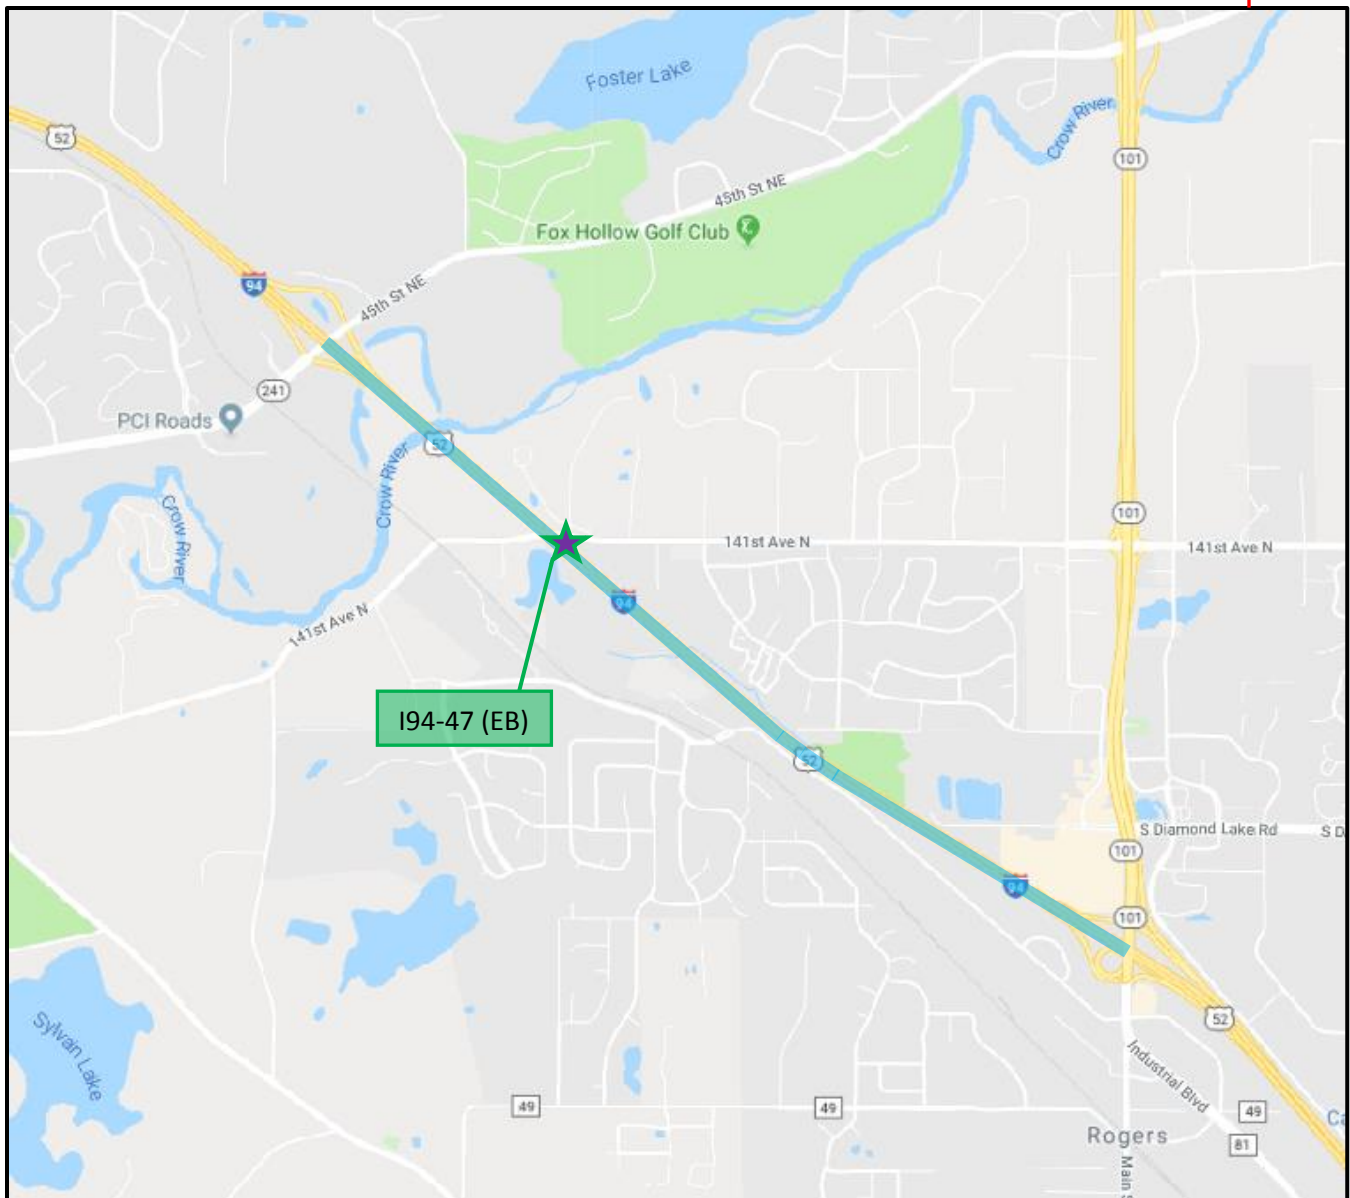 Foster Lake
Crow River
52
101
45th St NE
Fox Hollow Golf Club
94
45th St NE
241
PCI Roads
52
Crow River
Crow River
101
141st Ave N
141st Ave N
94
141st Ave N
I94-47 (EB)
52
S Diamond Lake Rd
S D
101
94
101
Sylvan Lake
52
Industrial Blvd
49
49
49
Ca
Rogers
81
Main S